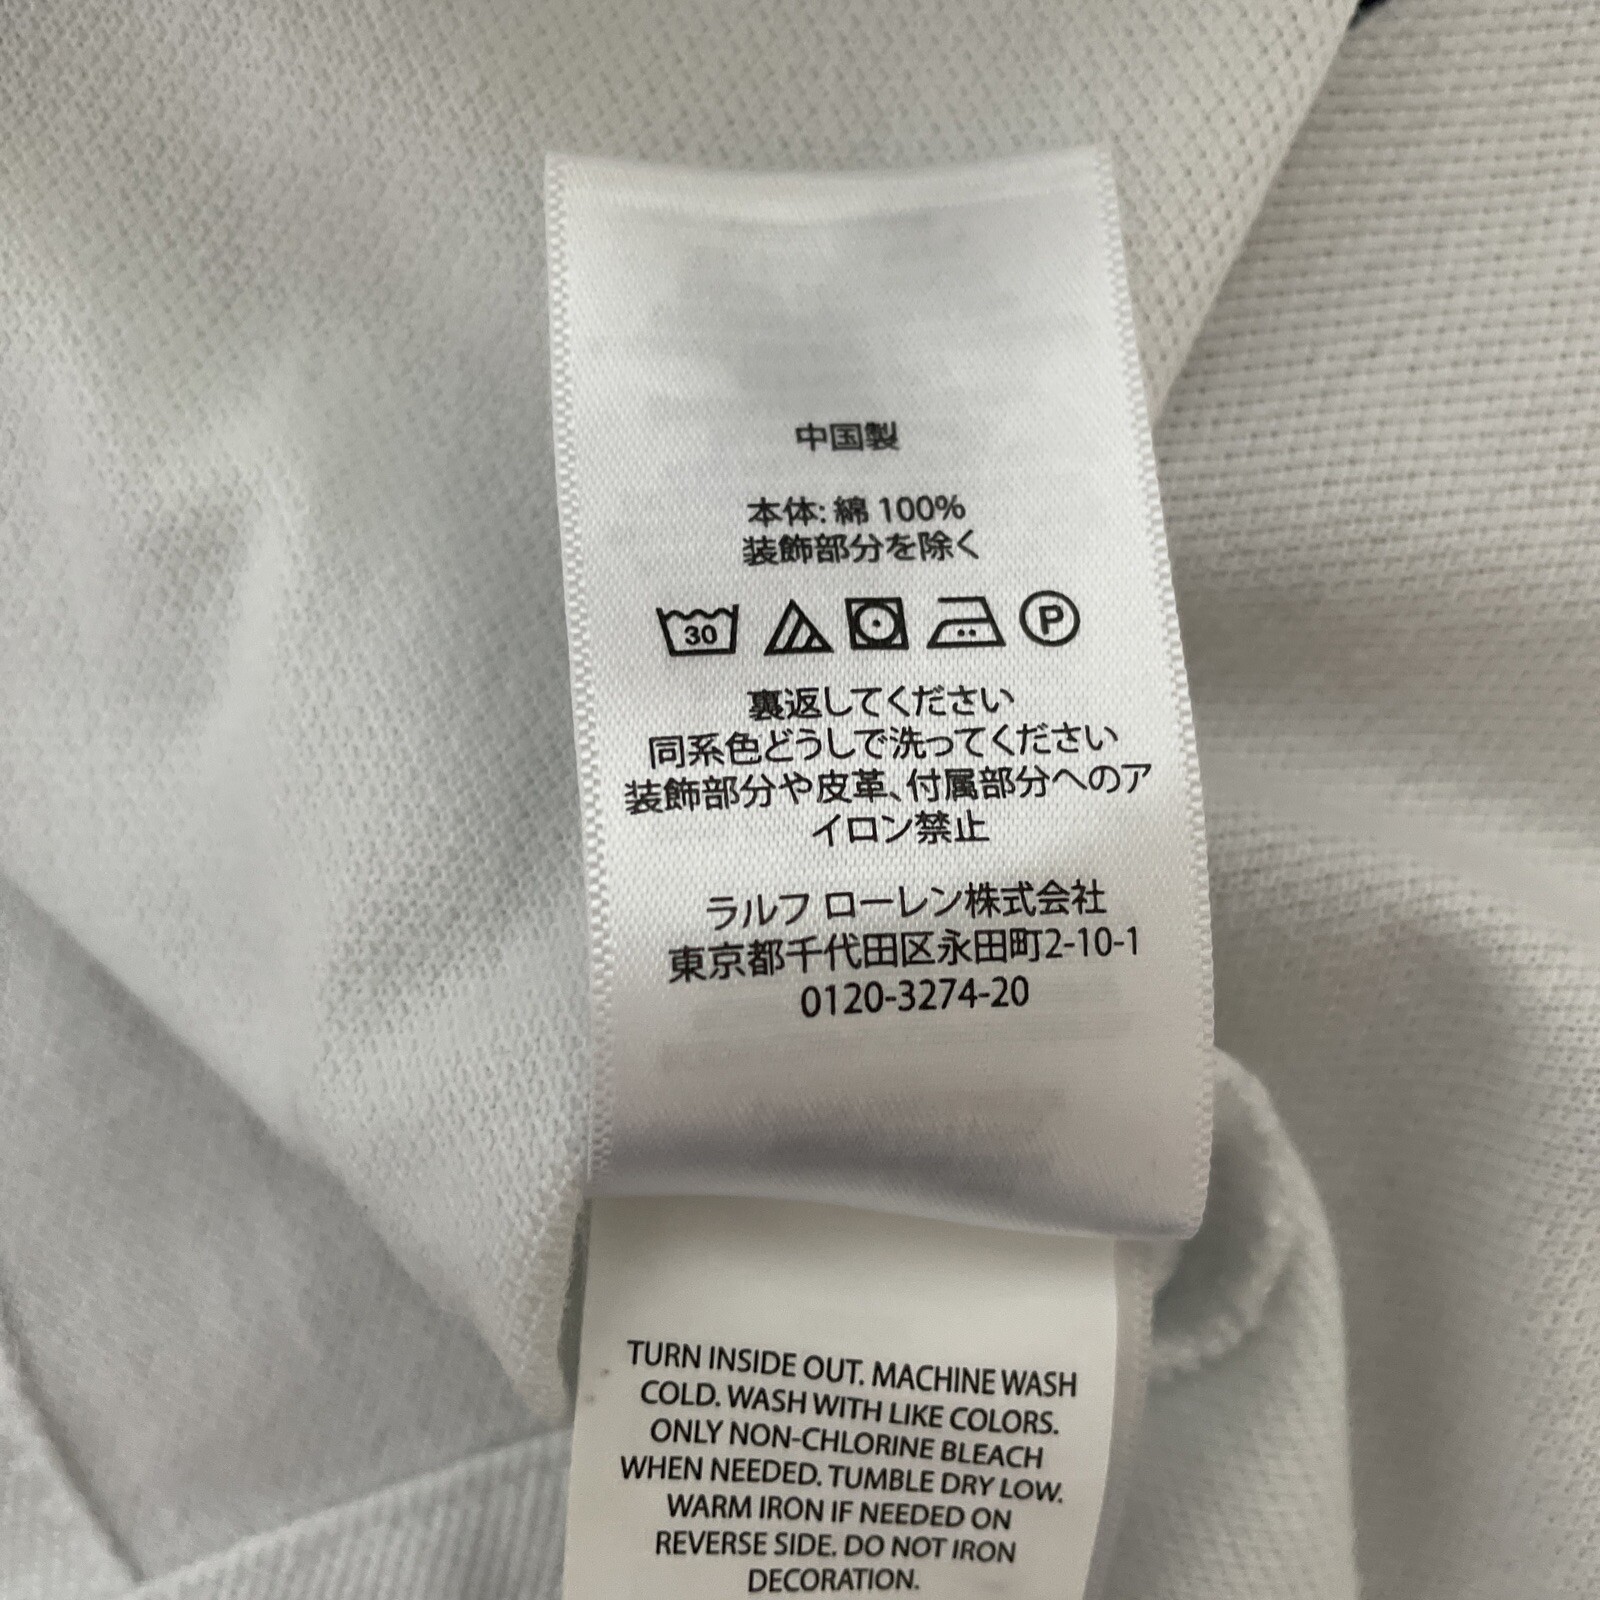 中国製
本体: 綿 100%
装飾部分を除く
30 P
裏返してください
同系色どうしで洗ってください
装飾部分や皮革、付属部分へのア
イロン禁止
ラルフ ローレン株式会社
東京都千代田区永田町2-10-1
0120-3274-20
TURN INSIDE OUT. MACHINE WASH
COLD. WASH WITH LIKE COLORS.
ONLY NON-CHLORINE BLEACH
WHEN NEEDED. TUMBLE DRY LOW.
WARM IRON IF NEEDED ON
REVERSE SIDE. DO NOT IRON
DECORATION.